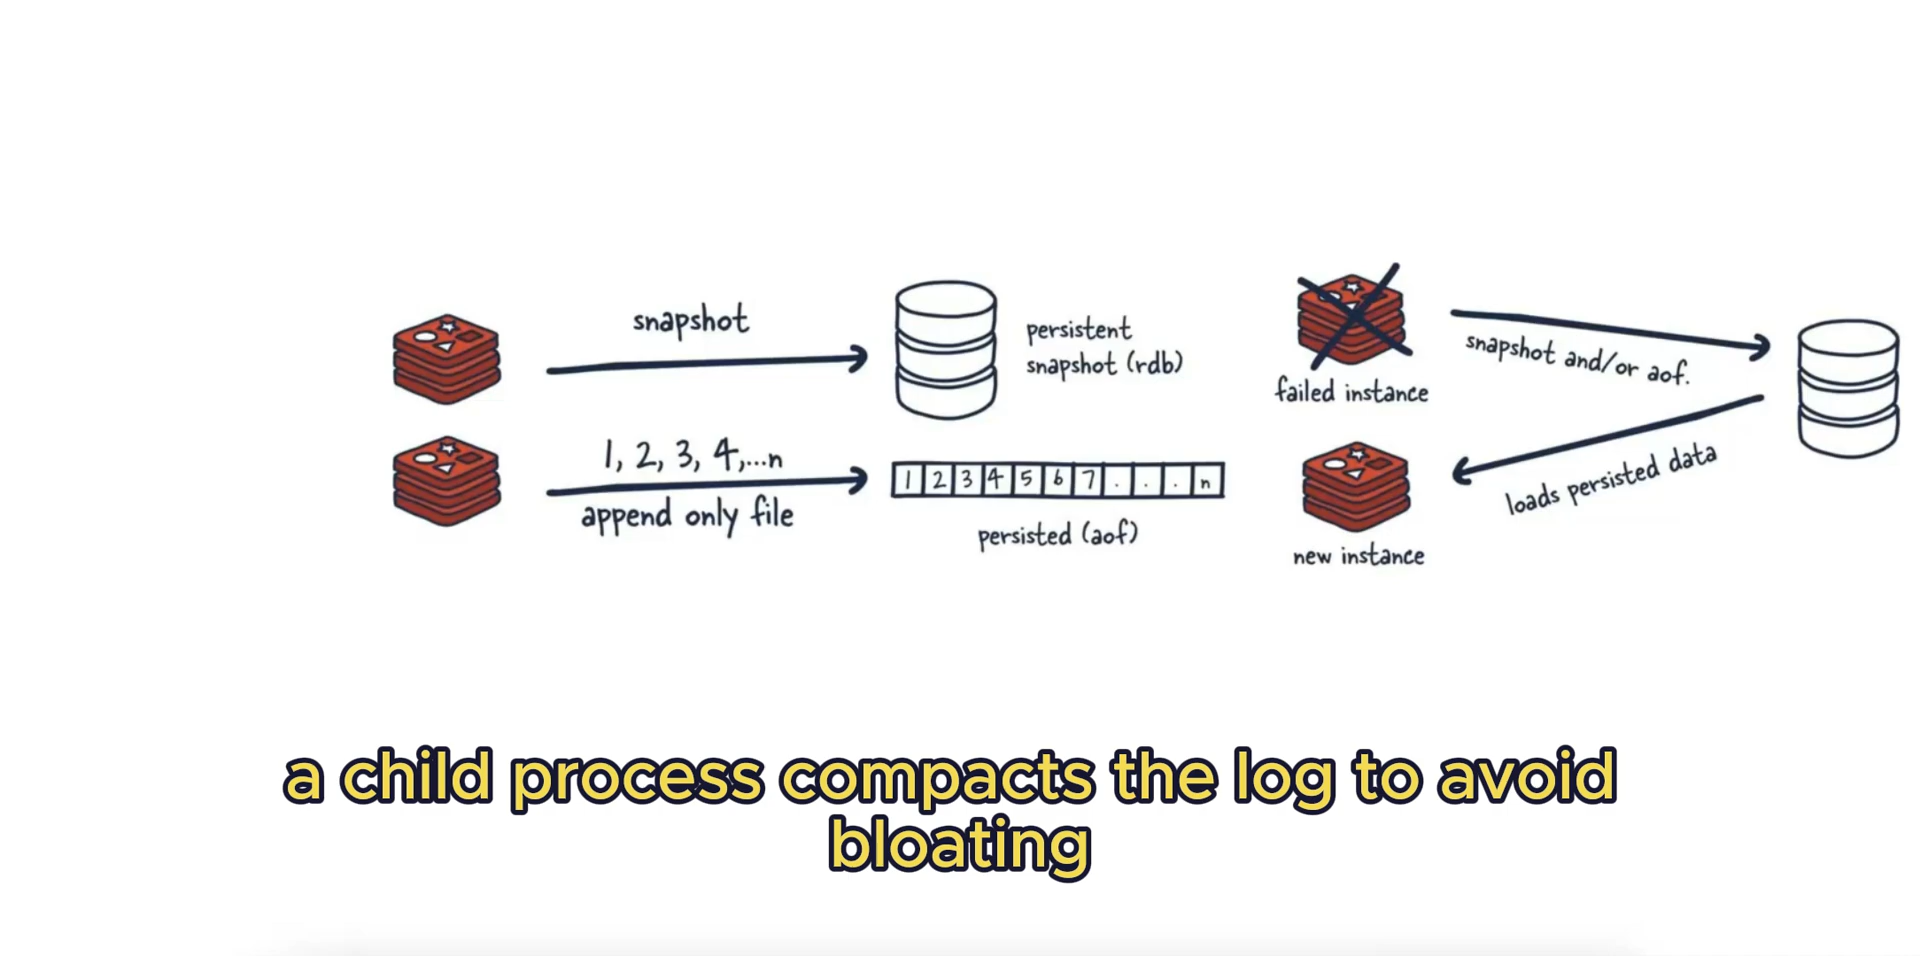 snapshot
persistent
snapshot (rdb)
1, 2, 3, 4,...n
append only file
1 2 3 4 5 6 7 . . . n
persisted (aof)
failed instance
snapshot and/or aof.
loads persisted data
new instance
a child process compacts the log to avoid
bloating